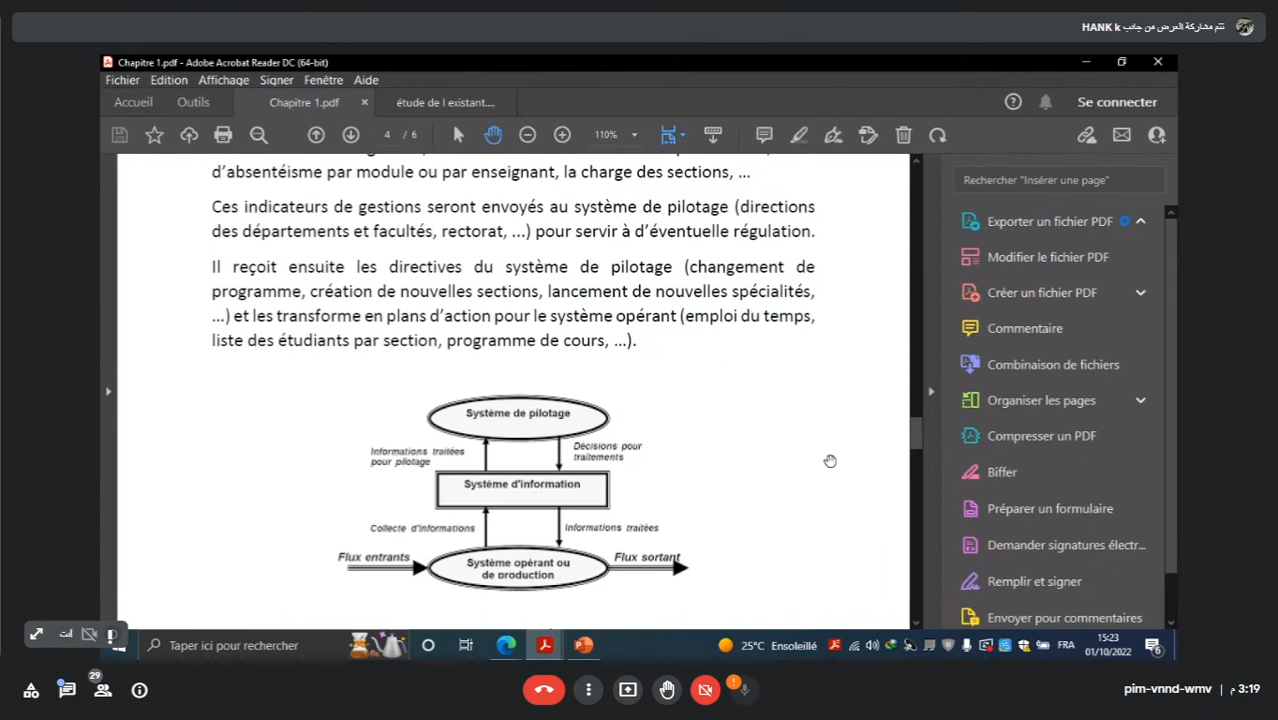 تتم مشاركة العرض من جانب HANK k
Chapitre 1.pdf - Adobe Acrobat Reader DC (64-bit)
Fichier Edition Affichage Signer Fenêtre Aide
Accueil Outils Chapitre 1.pdf × étude de l existant.... Se connecter
4 / 6 110%
d'absentéisme par module ou par enseignant, la charge des sections, ...
Ces indicateurs de gestions seront envoyés au système de pilotage (directions
des départements et facultés, rectorat, ...) pour servir à d'éventuelle régulation.
Il reçoit ensuite les directives du système de pilotage (changement de
programme, création de nouvelles sections, lancement de nouvelles spécialités,
...) et les transforme en plans d'action pour le système opérant (emploi du temps,
liste des étudiants par section, programme de cours, ...).
Système de pilotage
Informations traitées
pour pilotage
Décisions pour
traitements
Système d'information
Collecte d'informations
Informations traitées
Flux entrants
Système opérant ou
de production
Flux sortant
Rechercher "Insérer une page"
Exporter un fichier PDF
Modifier le fichier PDF
Créer un fichier PDF
Commentaire
Combinaison de fichiers
Organiser les pages
Compresser un PDF
Biffer
Préparer un formulaire
Demander signatures électr...
Remplir et signer
Envoyer pour commentaires
انت
Taper ici pour rechercher
25°C Ensoleillé
FRA
15:23
01/10/2022
6
29
pim-vnnd-wmv | 3:19 م